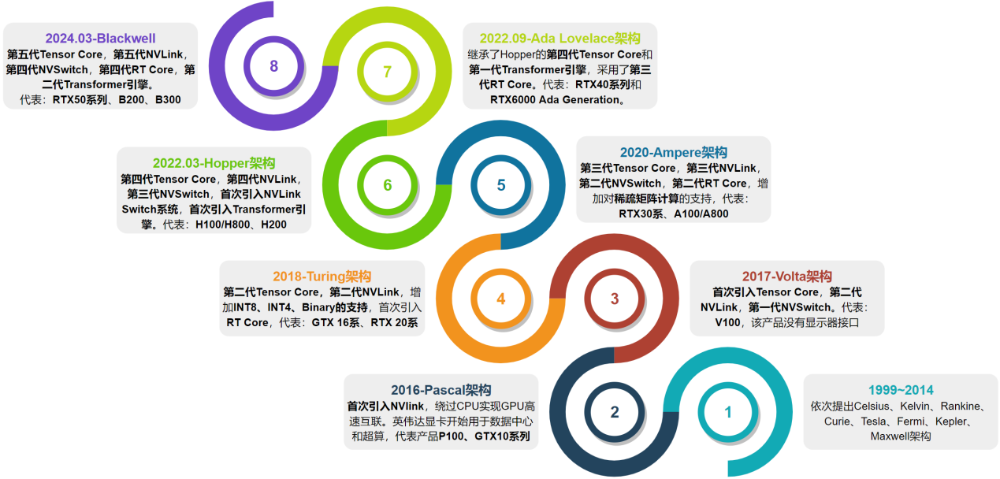 2024.03-Blackwell
第五代Tensor Core，第五代NVLink，
第四代NVSwitch，第四代RT Core，第
二代Transformer引擎。
代表：RTX50系列、B200、B300
8
7
2022.09-Ada Lovelace架构
继承了Hopper的第四代Tensor Core和
第一代Transformer引擎，采用了第三
代RT Core。代表：RTX40系列和
RTX6000 Ada Generation。
2022.03-Hopper架构
第四代Tensor Core，第四代NVLink，
第三代NVSwitch，首次引入NVLink
Switch系统，首次引入Transformer引
擎。代表：H100/H800、H200
6
5
2020-Ampere架构
第三代Tensor Core，第三代NVLink，
第二代NVSwitch，第二代RT Core，增
加对稀疏矩阵计算的支持，代表：
RTX30系、A100/A800
2018-Turing架构
第二代Tensor Core，第二代NVLink，增
加INT8、INT4、Binary的支持，首次引入
RT Core，代表：GTX 16系、RTX 20系
4
3
2017-Volta架构
首次引入Tensor Core，第二代
NVLink，第一代NVSwitch。代表：
V100，该产品没有显示器接口
2016-Pascal架构
首次引入NVlink，绕过CPU实现GPU高
速互联。英伟达显卡开始用于数据中心
和超算，代表产品P100、GTX10系列
2
1
1999~2014
依次提出Celsius、Kelvin、Rankine、
Curie、Tesla、Fermi、Kepler、
Maxwell架构